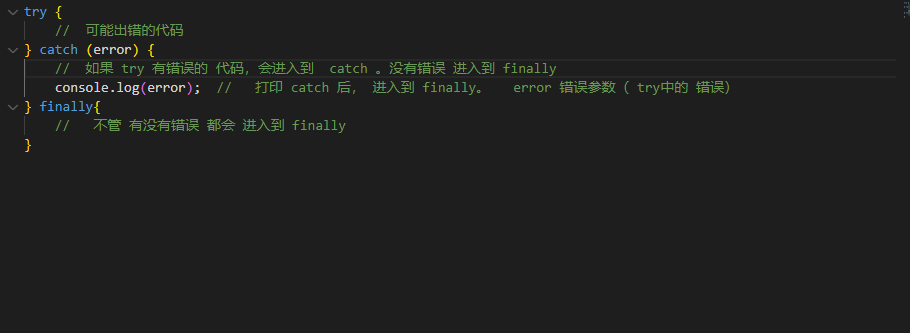 try {
    //  可能出错的代码
} catch (error) {
    //  如果 try 有错误的 代码，会进入到  catch 。没有错误 进入到 finally
    console.log(error);  //   打印 catch 后， 进入到 finally。   error 错误参数（ try中的 错误）
} finally{
    //   不管 有没有错误 都会 进入到 finally
}